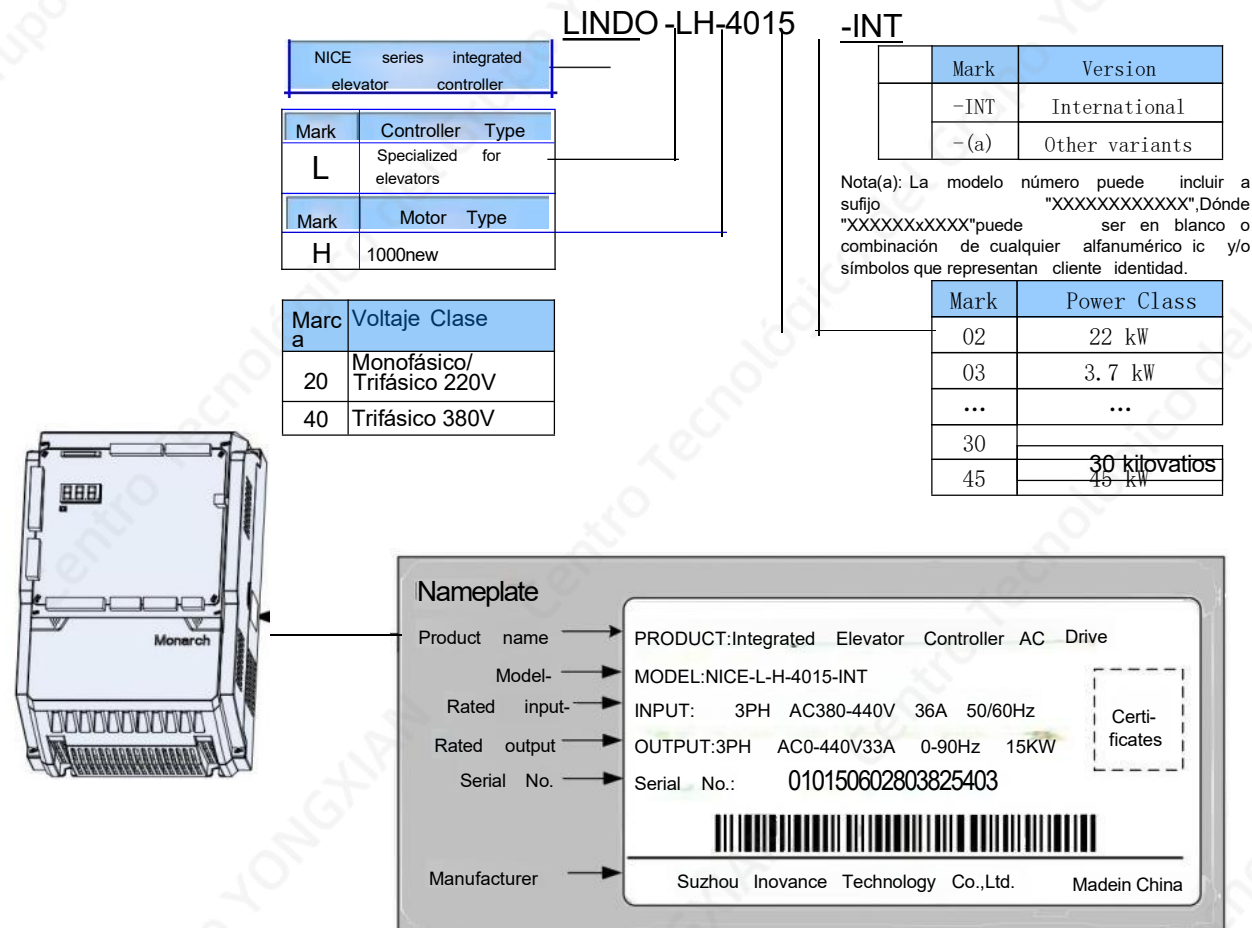 LINDO -LH-4015 -INT
NICE series integrated
elevator controller
Mark Controller Type
L Specialized for
elevators
Mark Motor Type
H 1000new
Marc
a
Voltaje Clase
20 Monofásico/
Trifásico 220V
40 Trifásico 380V
Mark Version
-INT International
-(a) Other variants
Nota(a): La modelo número puede incluir a
sufijo "XXXXXXXXXXXX",Dónde
"XXXXXXxXXXX"puede ser en blanco o
combinación de cualquier alfanumérico ic y/o
símbolos que representan cliente identidad.
Mark Power Class
02 22 kW
03 3.7 kW
... ...
30 30 kilovatios
45 45 kW
Monarch
Nameplate
Product name PRODUCT:Integrated Elevator Controller AC Drive
Model- MODEL:NICE-L-H-4015-INT
Rated input- INPUT: 3PH AC380-440V 36A 50/60Hz
Rated output OUTPUT:3PH AC0-440V33A 0-90Hz 15KW
Serial No. Serial No.: 010150602803825403
Certi-
ficates
Manufacturer Suzhou Inovance Technology Co.,Ltd. Madein China
Centro Tecnológico del Grupo YONGXIAN